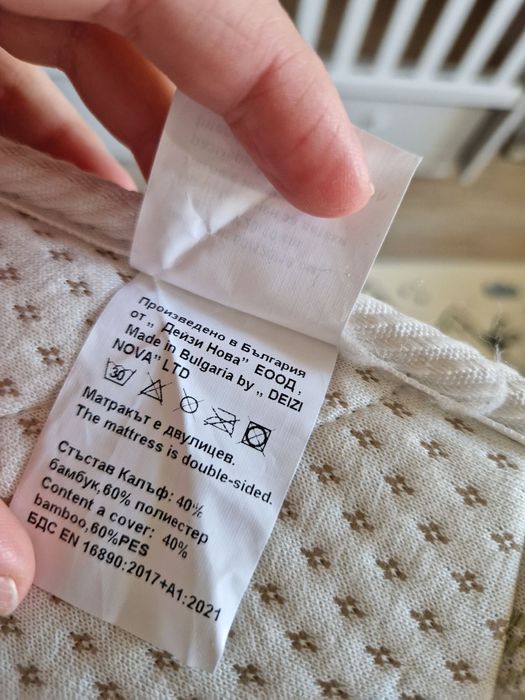 Произведено в България
от „ Дейзи Нова" ЕООД ,
Made in Bulgaria by „ DEIZI
NOVA" LTD
30
Матракът е двулицев.
The mattress is double-sided.
Състав Калъф: 40%
бамбук,60% полиестер
Content a cover: 40%
bamboo,60%PES
БДС EN 16890:2017+A1:2021